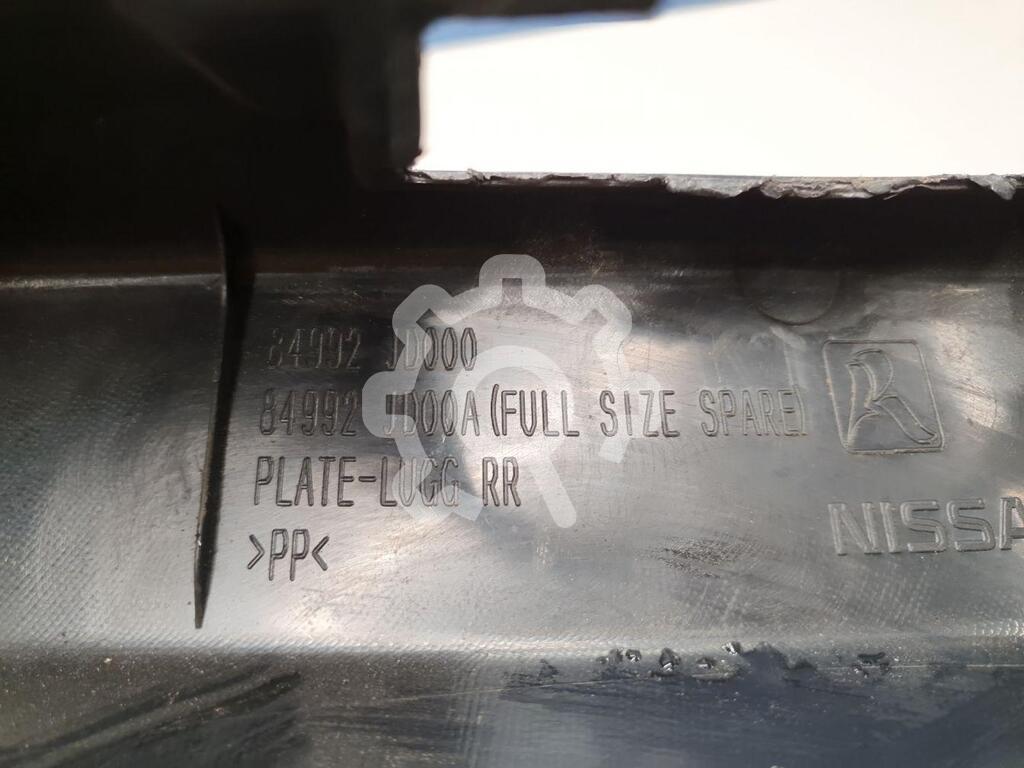 84992 JD000
84992 JD00A (FULL SIZE SPARE)
PLATE-LUGG RR
>PP<
R
NISSA